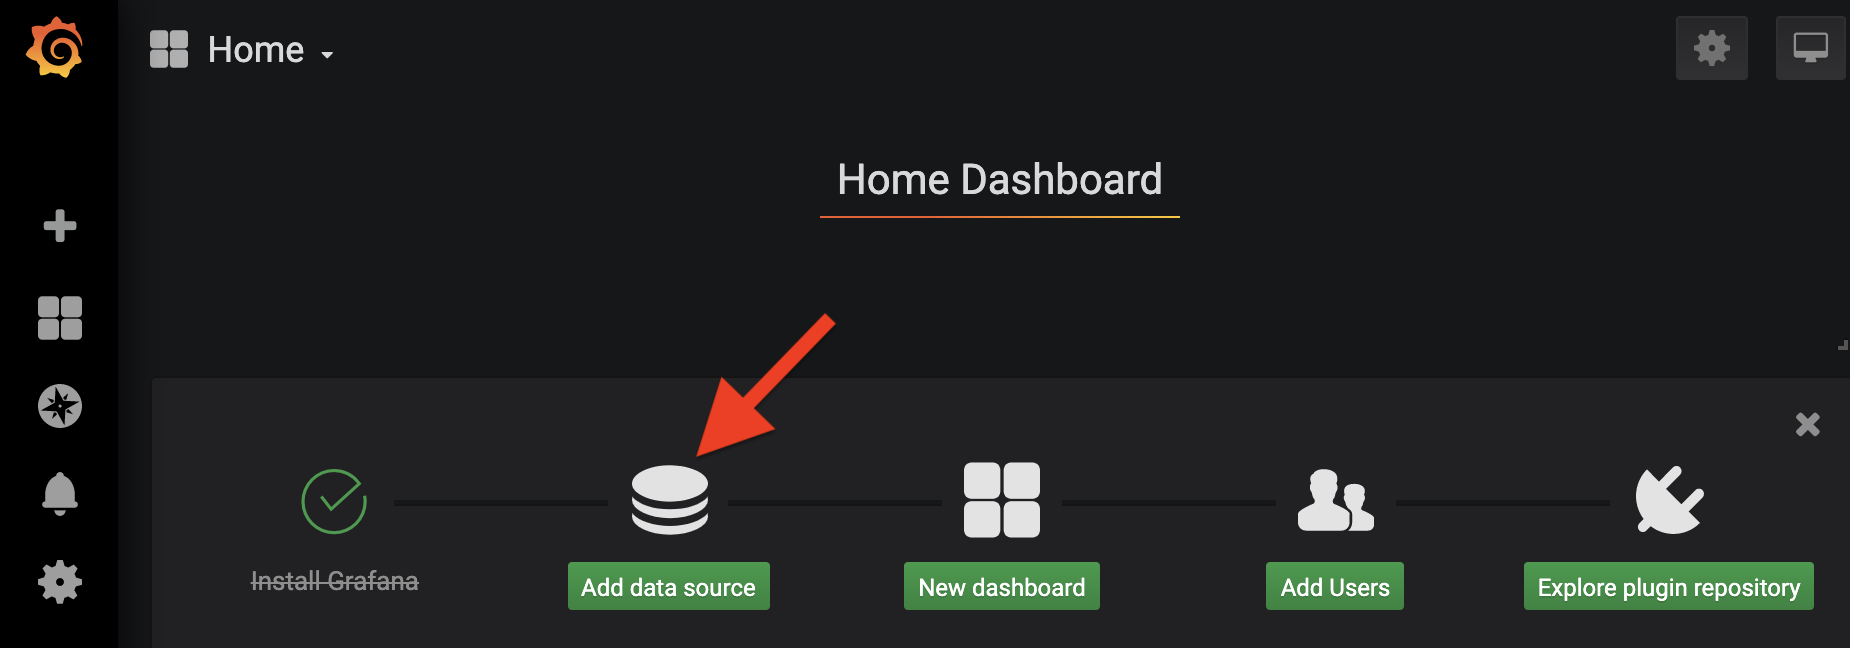 Home
Home Dashboard
Install Grafana
Add data source
New dashboard
Add Users
Explore plugin repository